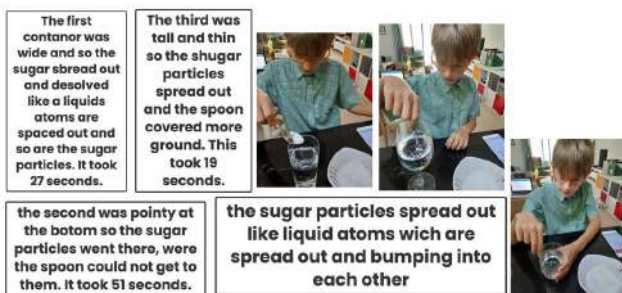 The first
contanor was
wide and so the
sugar sbread out
and desolved
like a liquids
atoms are
spaced out and
so are the sugar
particles. It took
27 seconds.
The third was
tall and thin
so the shugar
particles
spread out
and the spoon
covered more
ground. This
took 19
seconds.
the second was pointy at
the botom so the sugar
particles went there, were
the spoon could not get to
them. It took 51 seconds.
the sugar particles spread out
like liquid atoms wich are
spread out and bumping into
each other